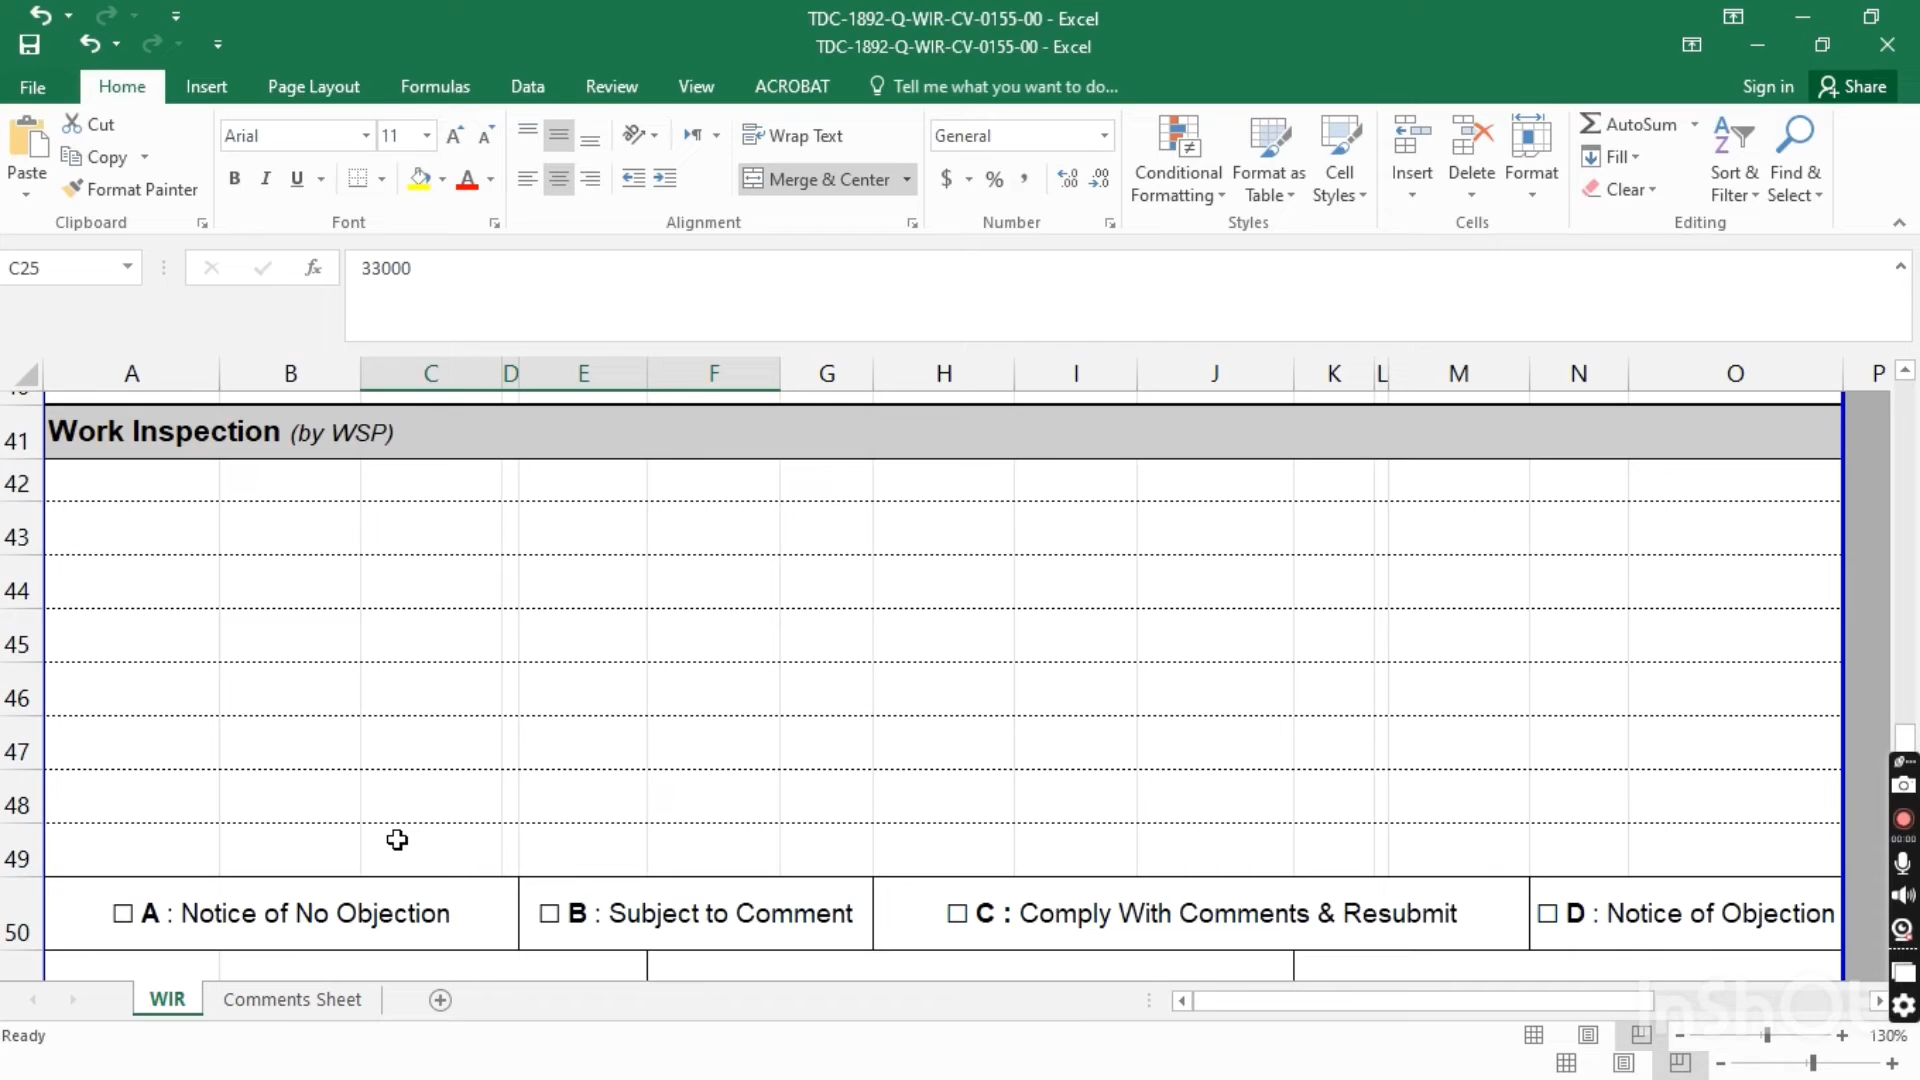 TDC-1892-Q-WIR-CV-0155-00 - Excel
TDC-1892-Q-WIR-CV-0155-00 - Excel
File Home Insert Page Layout Formulas Data Review View ACROBAT Tell me what you want to do... Sign in Share
Paste
Cut
Copy
Format Painter
Clipboard
Arial 11
B I U
Font
Wrap Text
Merge & Center
Alignment
General
$ % ,
Number
Conditional Formatting
Format as Table
Cell Styles
Styles
Insert Delete Format
Cells
AutoSum
Fill
Clear
Sort & Filter
Find & Select
Editing
C25 fx 33000
A B C D E F G H I J K L M N O P
41 Work Inspection (by WSP)
42
43
44
45
46
47
48
49
50 A : Notice of No Objection B : Subject to Comment C : Comply With Comments & Resubmit D : Notice of Objection
WIR Comments Sheet
InShOt
Ready 130%
00:00